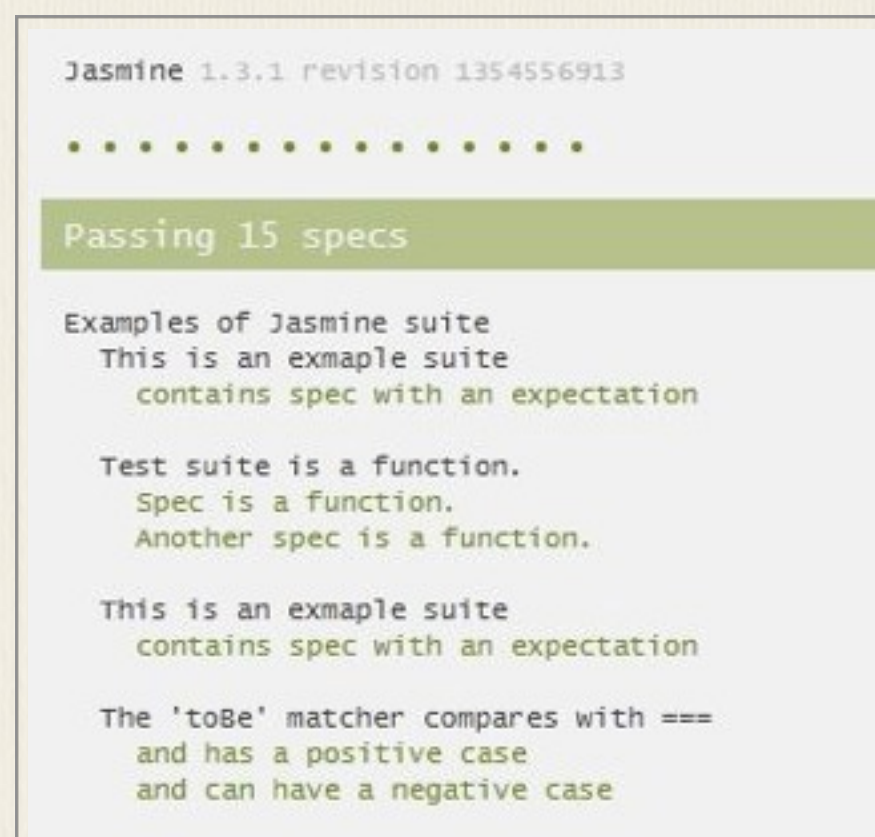 Jasmine 1.3.1 revision 1354556913
Passing 15 specs
Examples of Jasmine suite
This is an exmaple suite
contains spec with an expectation
Test suite is a function.
Spec is a function.
Another spec is a function.
This is an exmaple suite
contains spec with an expectation
The 'toBe' matcher compares with ===
and has a positive case
and can have a negative case